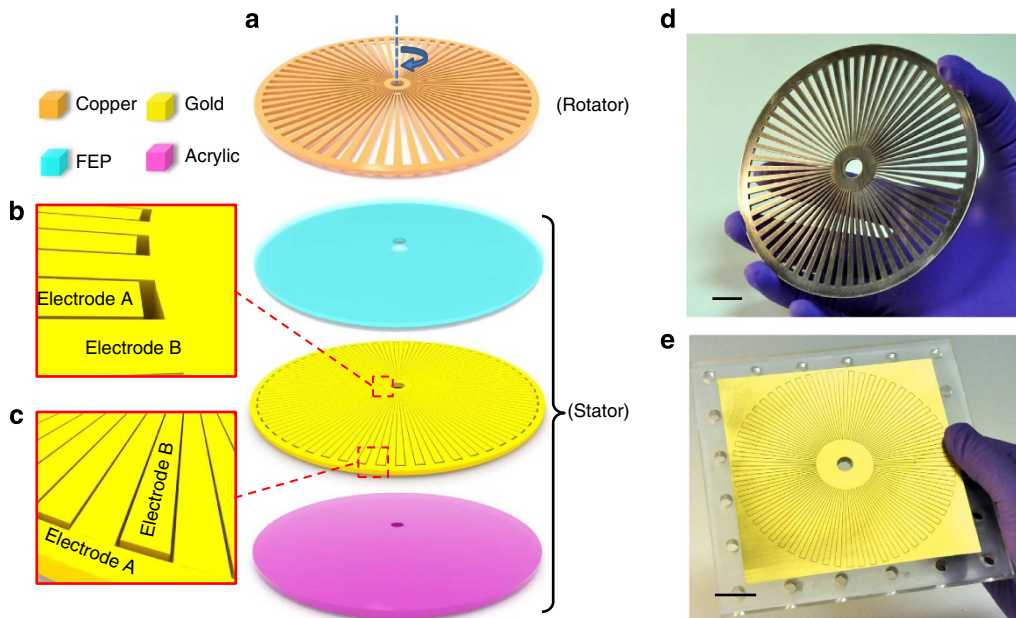 a
d
Copper
Gold
(Rotator)
FEP
Acrylic
b
Electrode A
Electrode B
e
c
(Stator)
Electrode B
Electrode A